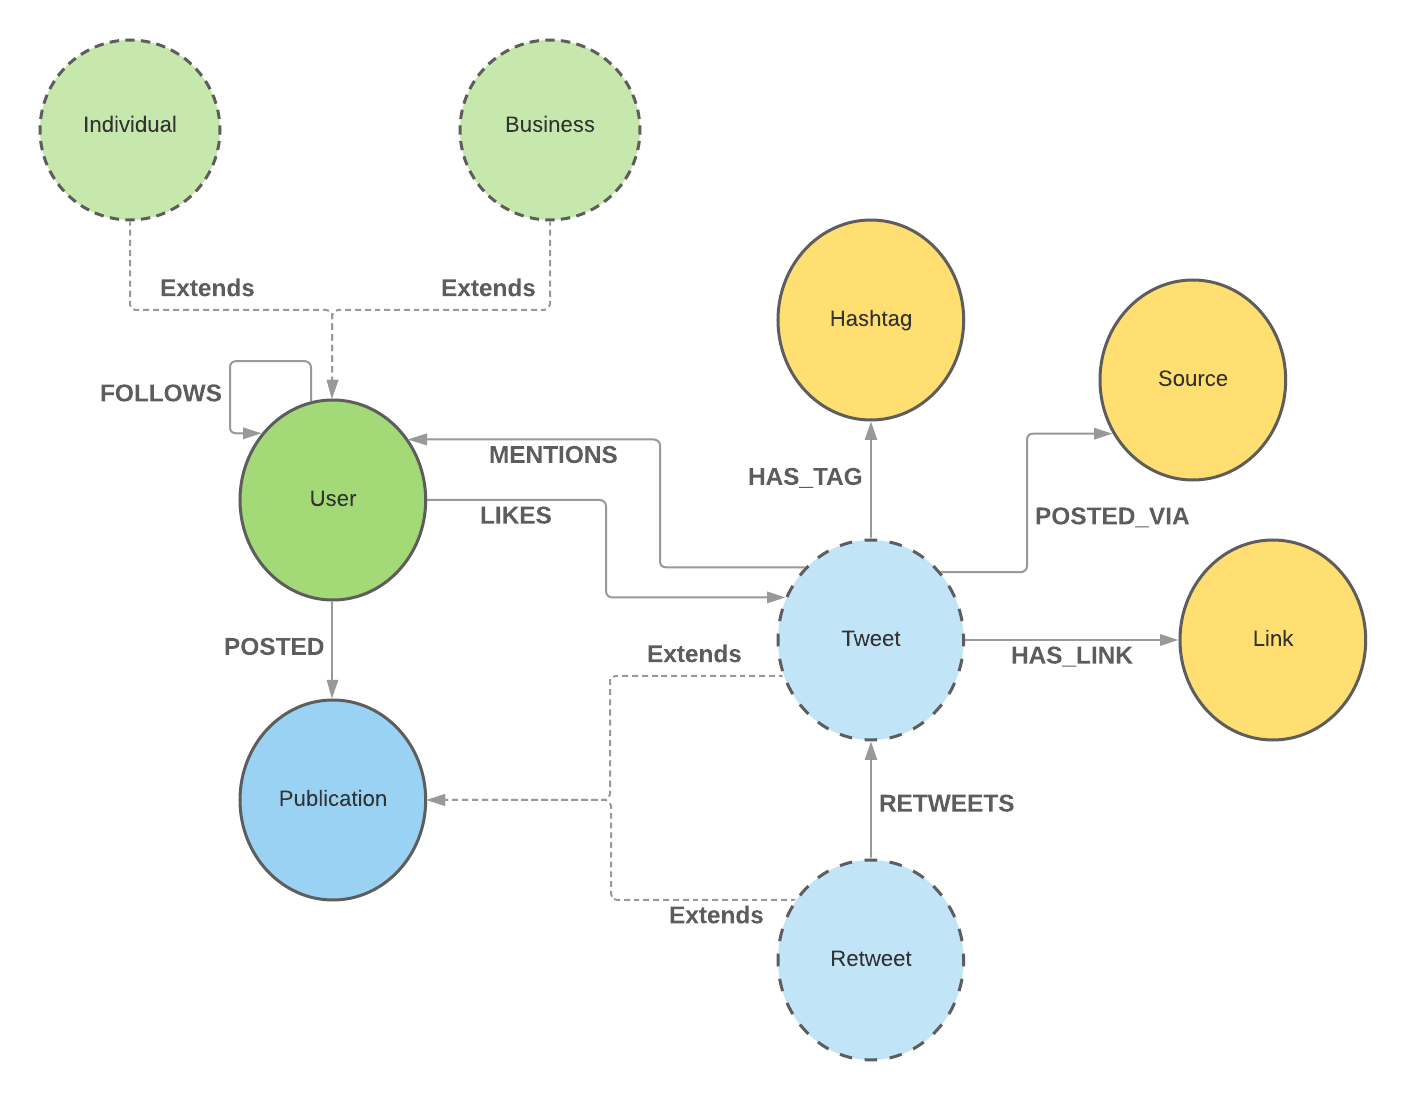 Individual
Business
Extends
Extends
Hashtag
Source
FOLLOWS
MENTIONS
HAS_TAG
User
LIKES
POSTED_VIA
POSTED
Extends
Tweet
HAS_LINK
Link
Publication
RETWEETS
Extends
Retweet